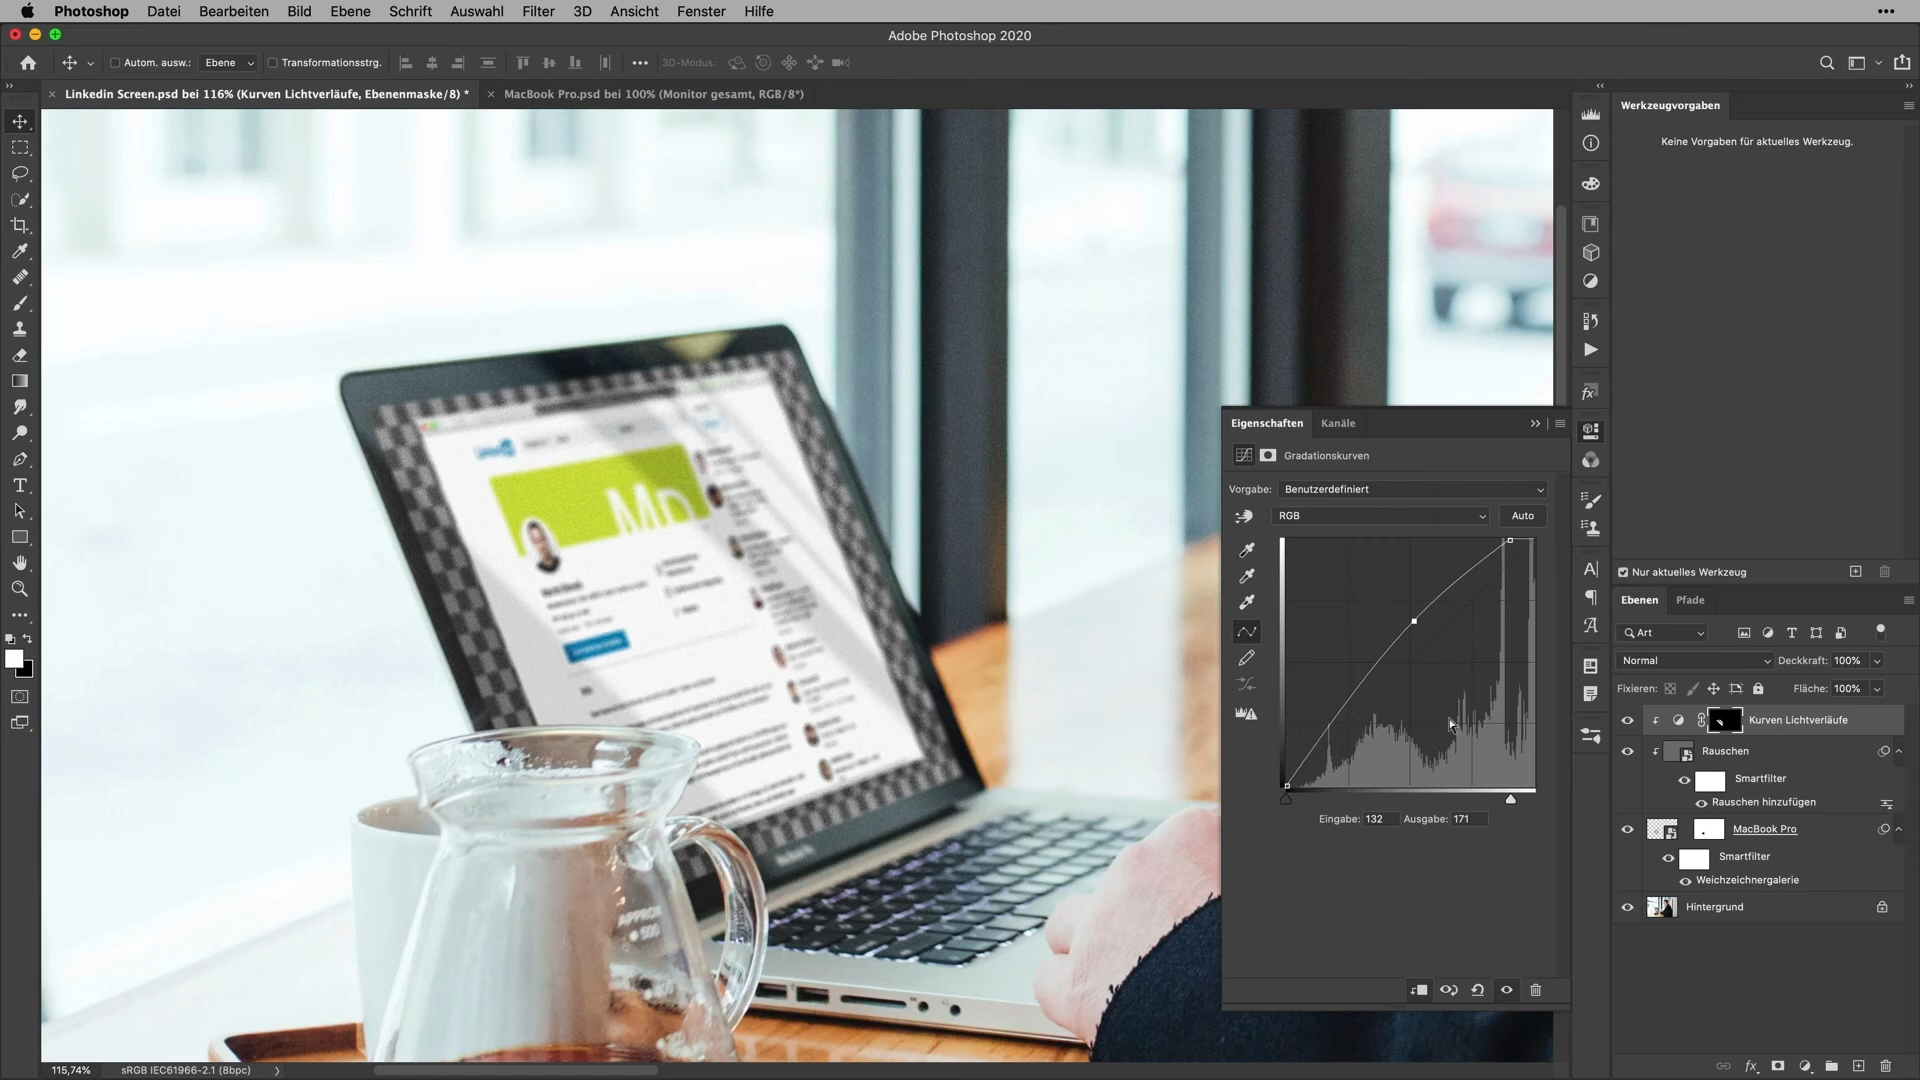 Photoshop Datei Bearbeiten Bild Ebene Schrift Auswahl Filter 3D Ansicht Fenster Hilfe
Adobe Photoshop 2020
Autom. ausw.: Ebene Transformationsstrg. 3D-Modus:
Linkedin Screen.psd bei 116% (Kurven Lichtverläufe, Ebenenmaske/8) *
MacBook Pro.psd bei 100% (Monitor gesamt, RGB/8*)
Werkzeugvorgaben
Keine Vorgaben für aktuelles Werkzeug.
Eigenschaften Kanäle
Gradationskurven
Vorgabe: Benutzerdefiniert
RGB Auto
Eingabe: 132 Ausgabe: 171
Nur aktuelles Werkzeug
Ebenen Pfade
Art
Normal Deckkraft: 100%
Fixieren: Fläche: 100%
Kurven Lichtverläufe
Rauschen
Smartfilter
Rauschen hinzufügen
MacBook Pro
Smartfilter
Weichzeichnergalerie
Hintergrund
APPROX
500
115,74% sRGB IEC61966-2.1 (8bpc)